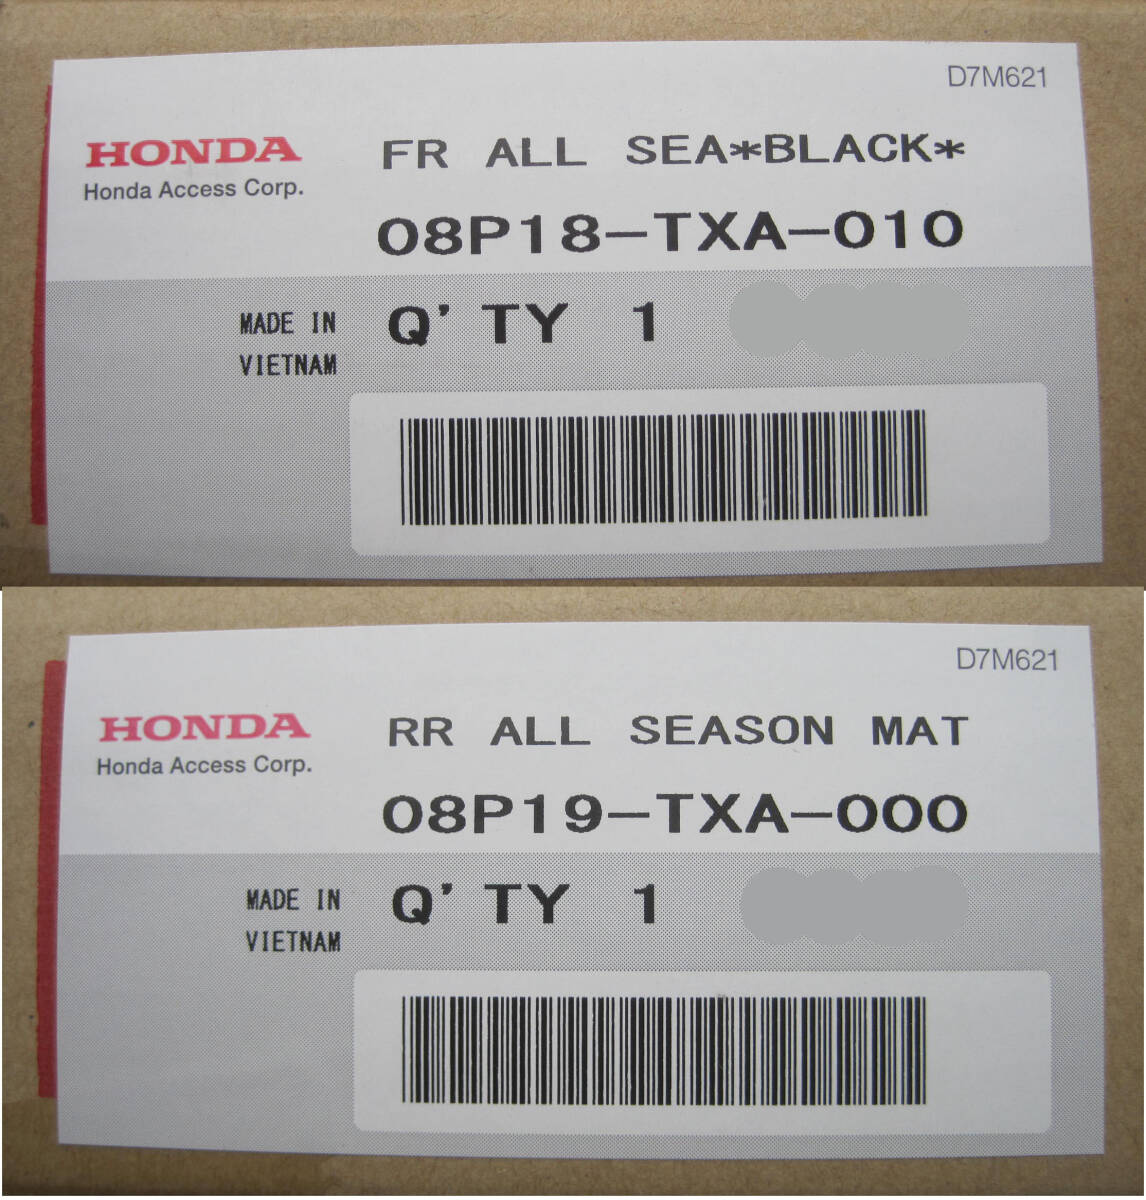 D7M621
HONDA
Honda Access Corp.
FR ALL SEA*BLACK*
08P18-TXA-010
MADE IN
VIETNAM
Q'TY 1
D7M621
HONDA
Honda Access Corp.
RR ALL SEASON MAT
08P19-TXA-000
MADE IN
VIETNAM
Q'TY 1